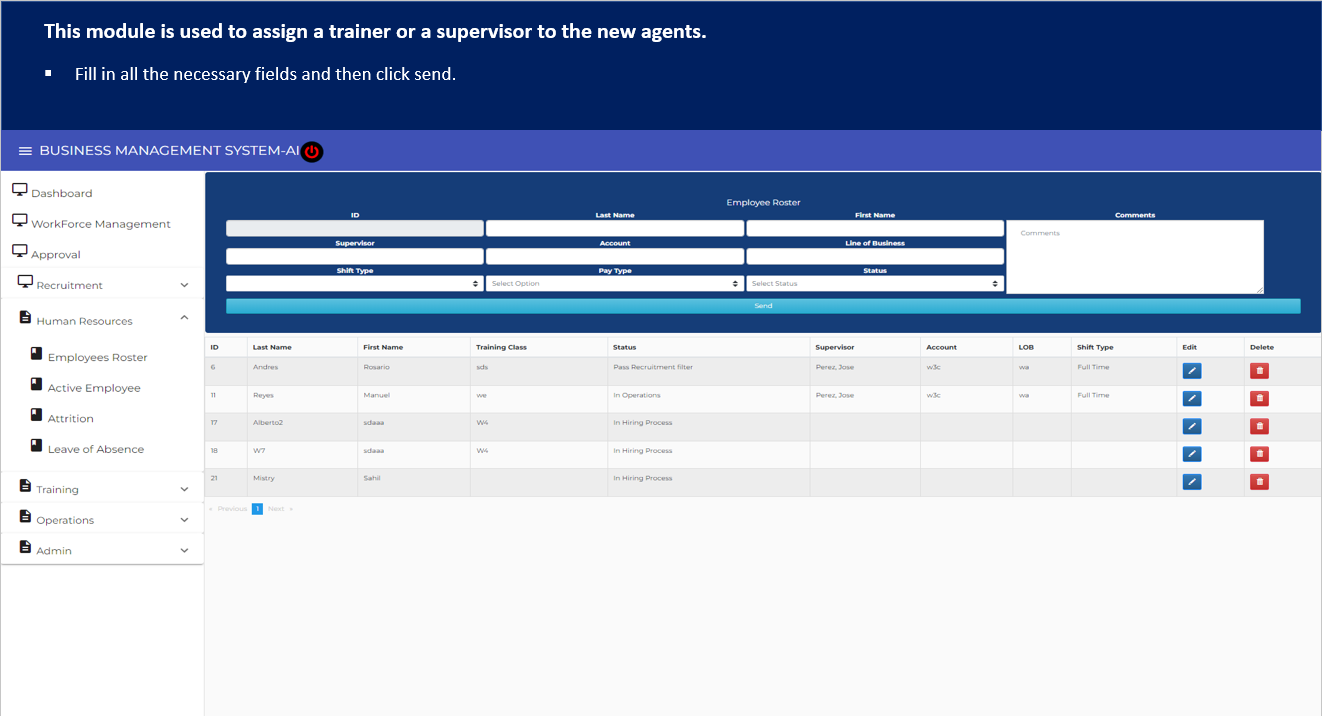 This module is used to assign a trainer or a supervisor to the new agents.
▪ Fill in all the necessary fields and then click send.
BUSINESS MANAGEMENT SYSTEM-AI
Dashboard
WorkForce Management
Approval
Recruitment
Human Resources
Employees Roster
Active Employee
Attrition
Leave of Absence
Training
Operations
Admin
Employee Roster
ID Last Name First Name Comments
Comments
Supervisor Account Line of Business
Shift Type Pay Type Status
Select Option Select Status
Send
ID Last Name First Name Training Class Status Supervisor Account LOB Shift Type Edit Delete
6 Andres Rosario sds Pass Recruitment filter Perez, Jose w3c wa Full Time
11 Reyes Manuel we In Operations Perez, Jose w3c wa Full Time
17 Alberto2 sdaaa W4 In Hiring Process
18 W7 sdaaa W4 In Hiring Process
21 Mistry Sahil In Hiring Process
« Previous 1 Next »